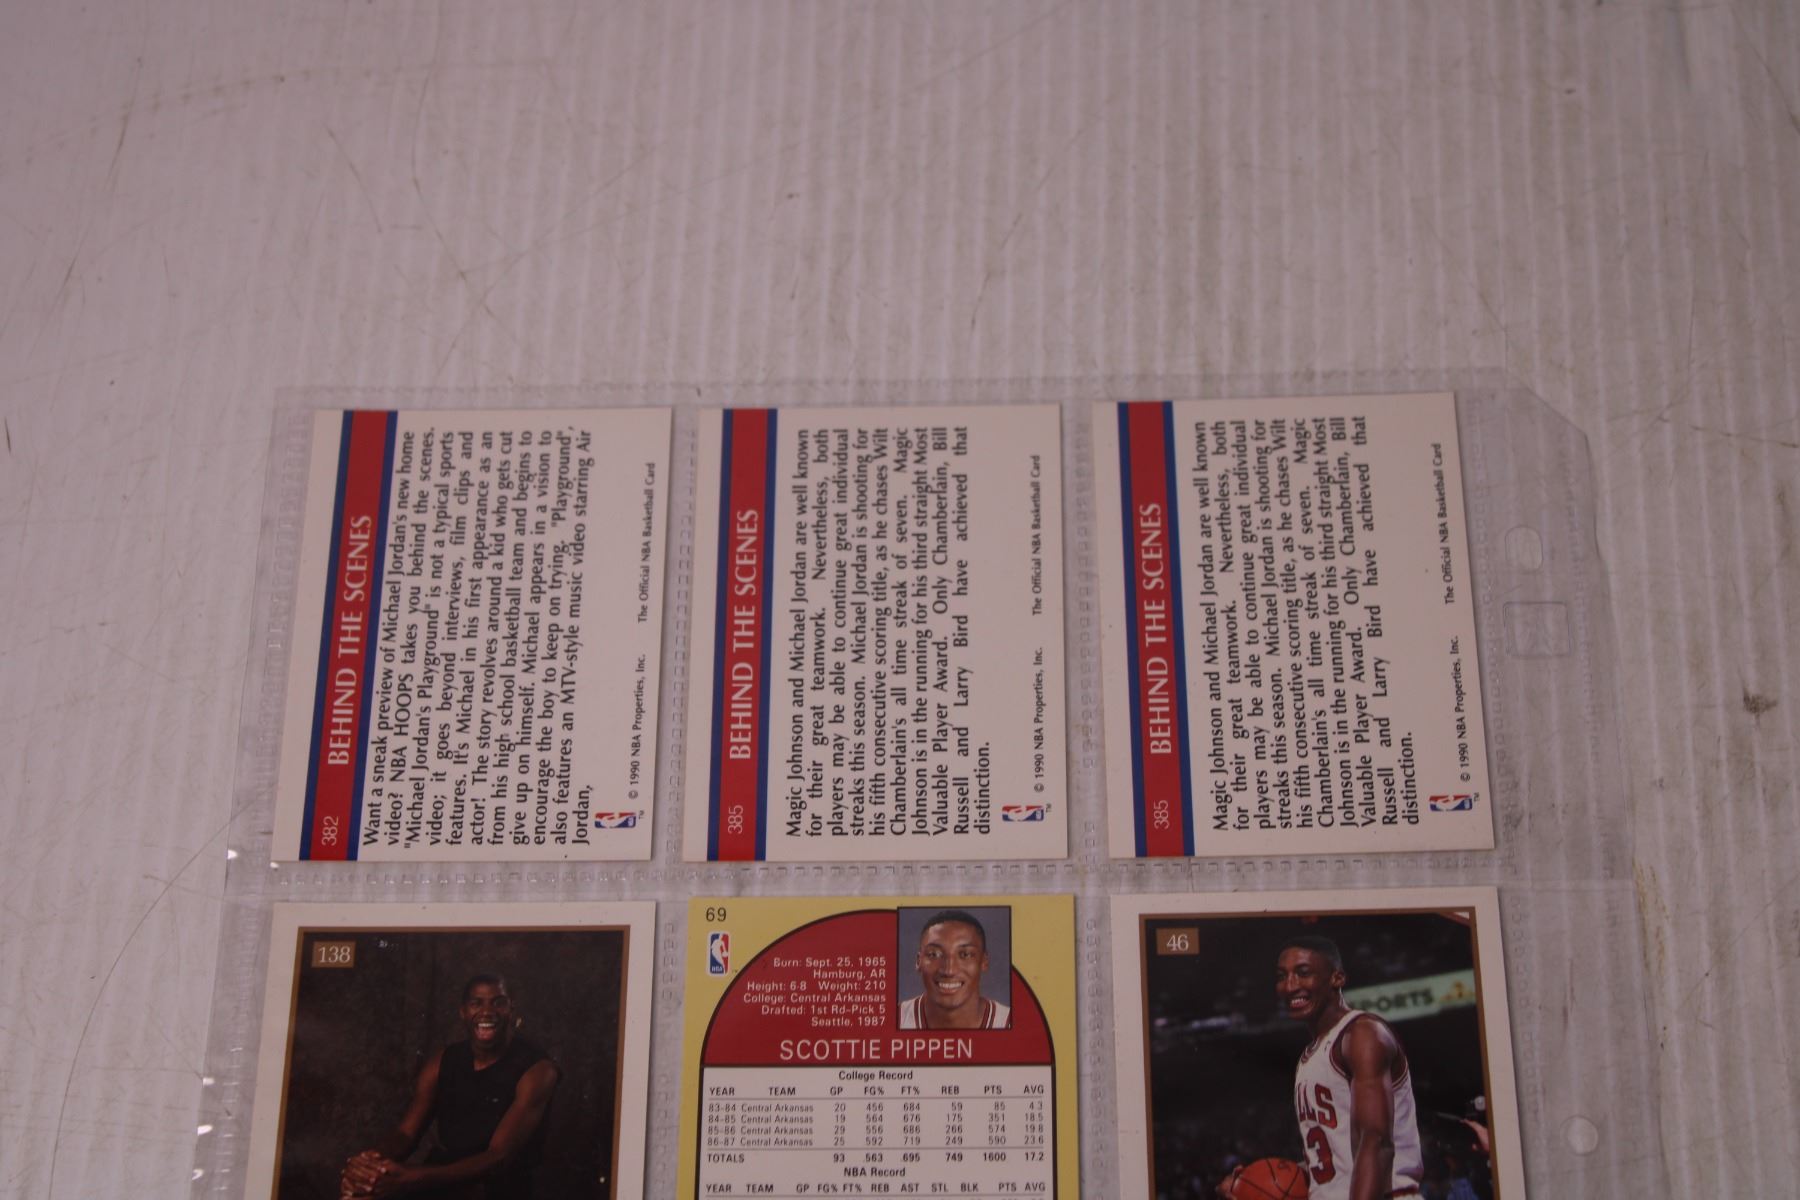 382 BEHIND THE SCENES
Want a sneak preview of Michael Jordan's new home
video? NBA HOOPS takes you behind the scenes.
"Michael Jordan's Playground" is not a typical sports
video; it goes beyond interviews, film clips and
features. It's Michael in his first appearance as an
actor! The story revolves around a kid who gets cut
from his high school basketball team and begins to
give up on himself. Michael appears in a vision to
encourage the boy to keep on trying. "Playground",
also features an MTV-style music video starring Air
Jordan,
© 1990 NBA Properties, Inc. The Official NBA Basketball Card
385 BEHIND THE SCENES
Magic Johnson and Michael Jordan are well known
for their great teamwork. Nevertheless, both
players may be able to continue great individual
streaks this season. Michael Jordan is shooting for
his fifth consecutive scoring title, as he chases Wilt
Chamberlain's all time streak of seven. Magic
Johnson is in the running for his third straight Most
Valuable Player Award. Only Chamberlain, Bill
Russell and Larry Bird have achieved that
distinction.
TM © 1990 NBA Properties, Inc. The Official NBA Basketball Card
385 BEHIND THE SCENES
Magic Johnson and Michael Jordan are well known
for their great teamwork. Nevertheless, both
players may be able to continue great individual
streaks this season. Michael Jordan is shooting for
his fifth consecutive scoring title, as he chases Wilt
Chamberlain's all time streak of seven. Magic
Johnson is in the running for his third straight Most
Valuable Player Award. Only Chamberlain, Bill
Russell and Larry Bird have achieved that
distinction.
TM © 1990 NBA Properties, Inc. The Official NBA Basketball Card
138
69
NBA
Born: Sept. 25, 1965
Hamburg, AR
Height: 6-8 Weight: 210
College: Central Arkansas
Drafted: 1st Rd-Pick 5
Seattle, 1987
SCOTTIE PIPPEN
College Record
YEAR TEAM GP FG% FT% REB PTS AVG
83-84 Central Arkansas 20 456 684 59 85 4.3
84-85 Central Arkansas 19 564 676 175 351 18.5
85-86 Central Arkansas 29 556 686 266 574 19.8
86-87 Central Arkansas 25 592 719 249 590 23.6
TOTALS 93 .563 .695 749 1600 17.2
NBA Record
YEAR TEAM GP FG% FT% REB AST STL BLK PTS AVG
46
PORTS
33